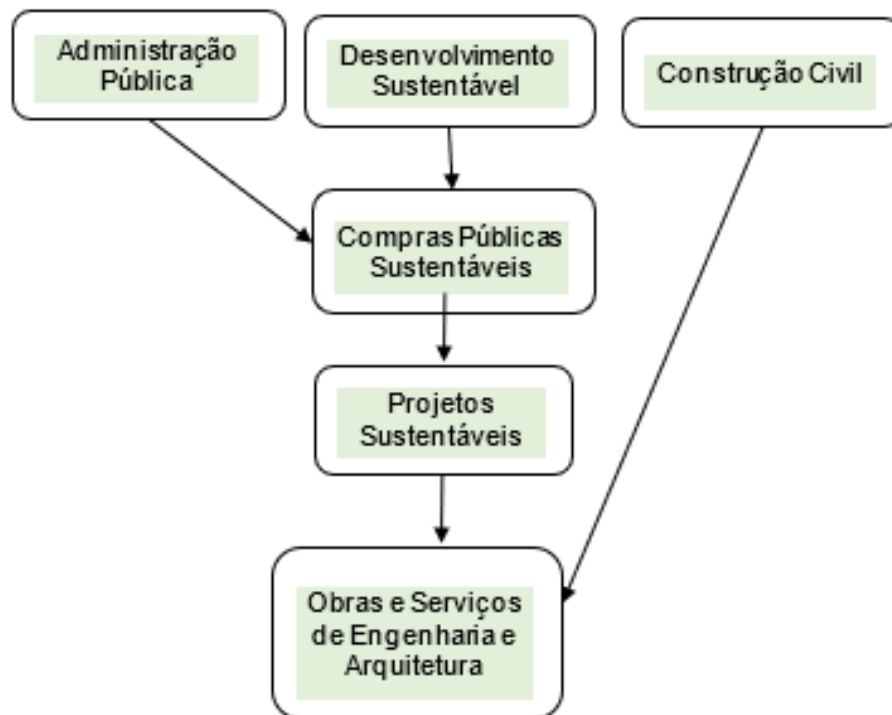 Administração
Pública
Desenvolvimento
Sustentável
Construção Civil
Compras Públicas
Sustentáveis
Projetos
Sustentáveis
Obras e Serviços
de Engenharia e
Arquitetura